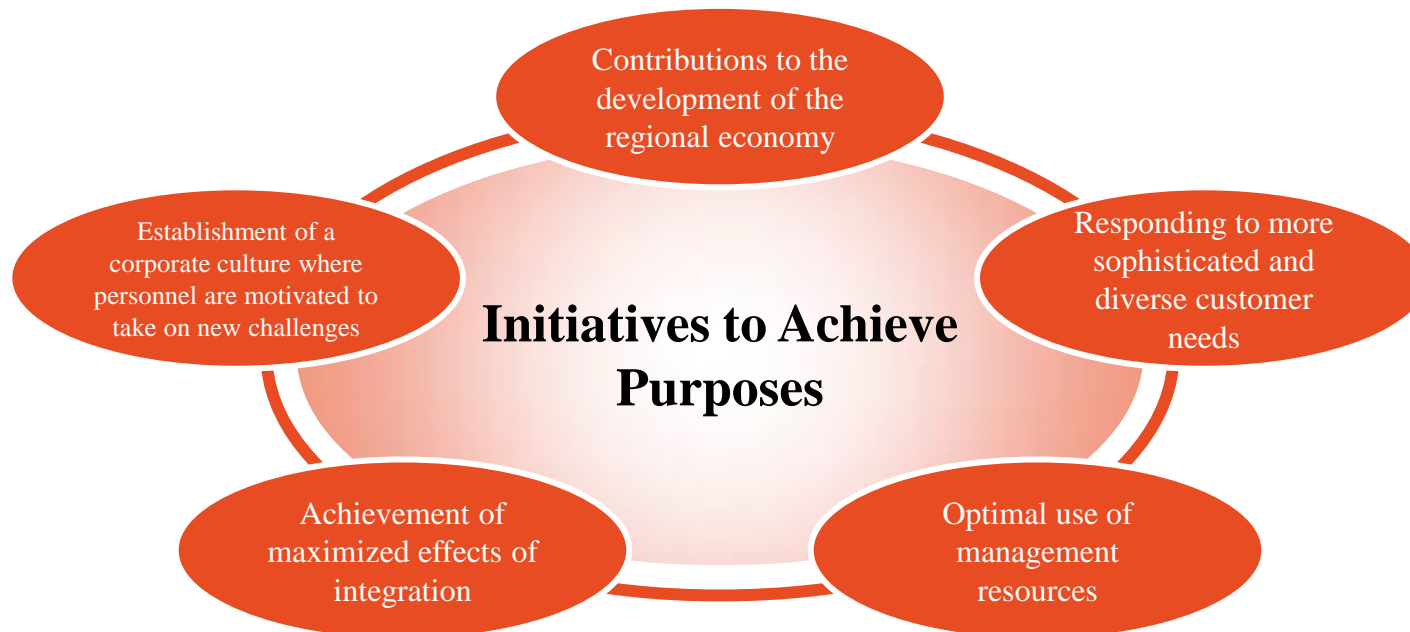 Contributions to the
development of the
regional economy
Establishment of a
corporate culture where
personnel are motivated to
take on new challenges
Responding to more
sophisticated and
diverse customer
needs
Initiatives to Achieve
Purposes
Achievement of
maximized effects of
integration
Optimal use of
management
resources